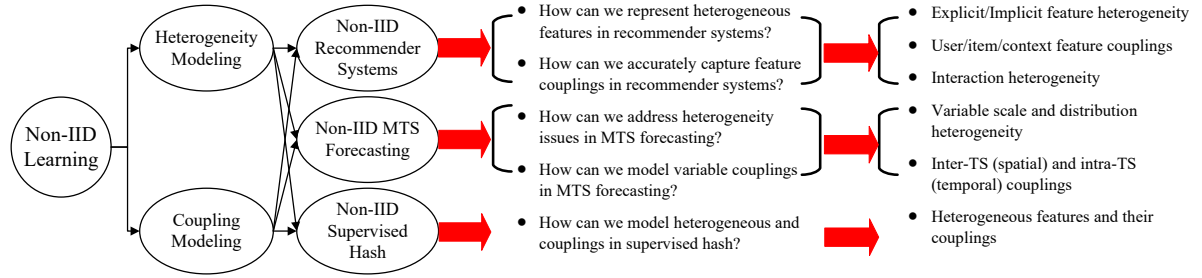 Non-IID
Learning
Heterogeneity
Modeling
Coupling
Modeling
Non-IID
Recommender
Systems
Non-IID MTS
Forecasting
Non-IID
Supervised
Hash
• How can we represent heterogeneous
features in recommender systems?
• How can we accurately capture feature
couplings in recommender systems?
• How can we address heterogeneity
issues in MTS forecasting?
• How can we model variable couplings
in MTS forecasting?
• How can we model heterogeneous and
couplings in supervised hash?
• Explicit/Implicit feature heterogeneity
• User/item/context feature couplings
• Interaction heterogeneity
• Variable scale and distribution
heterogeneity
• Inter-TS (spatial) and intra-TS
(temporal) couplings
• Heterogeneous features and their
couplings